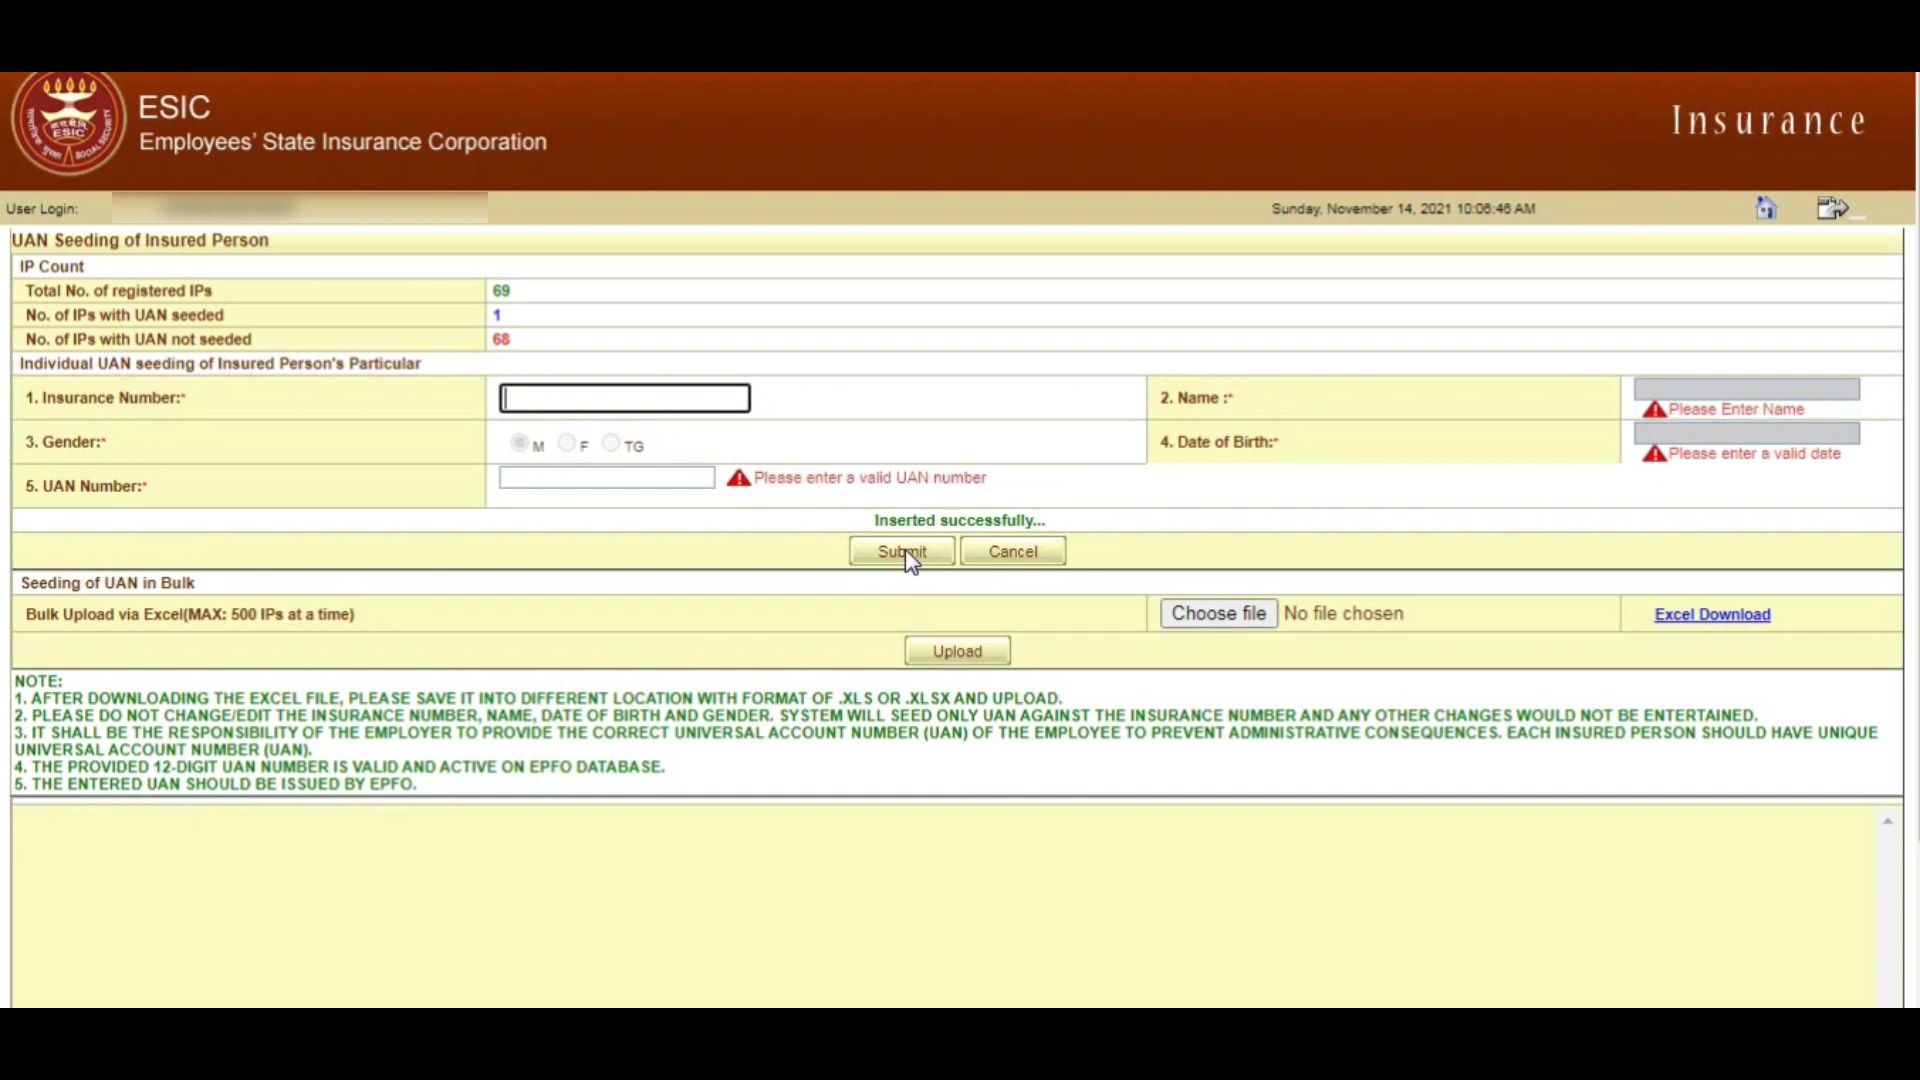 ESIC
Employees' State Insurance Corporation
Insurance
ESIC
User Login:
Sunday, November 14, 2021 10:06:46 AM
UAN Seeding of Insured Person
IP Count
Total No. of registered IPs 69
No. of IPs with UAN seeded 1
No. of IPs with UAN not seeded 68
Individual UAN seeding of Insured Person's Particular
1. Insurance Number:* 2. Name :*
Please Enter Name
3. Gender:* M F TG 4. Date of Birth:*
Please enter a valid date
5. UAN Number:* Please enter a valid UAN number
Inserted successfully...
Submit Cancel
Seeding of UAN in Bulk
Bulk Upload via Excel(MAX: 500 IPs at a time) Choose file No file chosen Excel Download
Upload
NOTE:
1. AFTER DOWNLOADING THE EXCEL FILE, PLEASE SAVE IT INTO DIFFERENT LOCATION WITH FORMAT OF .XLS OR .XLSX AND UPLOAD.
2. PLEASE DO NOT CHANGE/EDIT THE INSURANCE NUMBER, NAME, DATE OF BIRTH AND GENDER. SYSTEM WILL SEED ONLY UAN AGAINST THE INSURANCE NUMBER AND ANY OTHER CHANGES WOULD NOT BE ENTERTAINED.
3. IT SHALL BE THE RESPONSIBILITY OF THE EMPLOYER TO PROVIDE THE CORRECT UNIVERSAL ACCOUNT NUMBER (UAN) OF THE EMPLOYEE TO PREVENT ADMINISTRATIVE CONSEQUENCES. EACH INSURED PERSON SHOULD HAVE UNIQUE
UNIVERSAL ACCOUNT NUMBER (UAN).
4. THE PROVIDED 12-DIGIT UAN NUMBER IS VALID AND ACTIVE ON EPFO DATABASE.
5. THE ENTERED UAN SHOULD BE ISSUED BY EPFO.